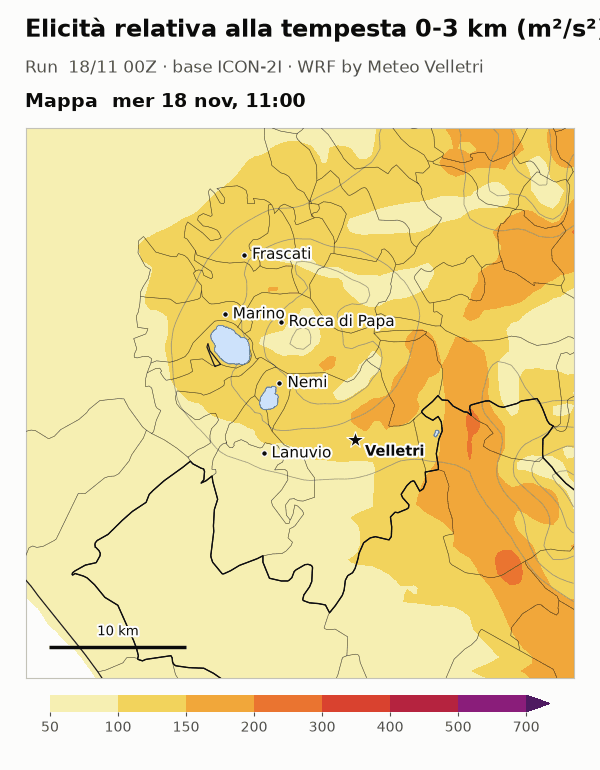 Elicità relativa alla tempesta 0-3 km (m²/s²)
Run  18/11 00Z · base ICON-2I · WRF by Meteo Velletri
Mappa  mer 18 nov, 11:00
Frascati
Marino
Rocca di Papa
Nemi
Velletri
Lanuvio
10 km
50 100 150 200 300 400 500 700